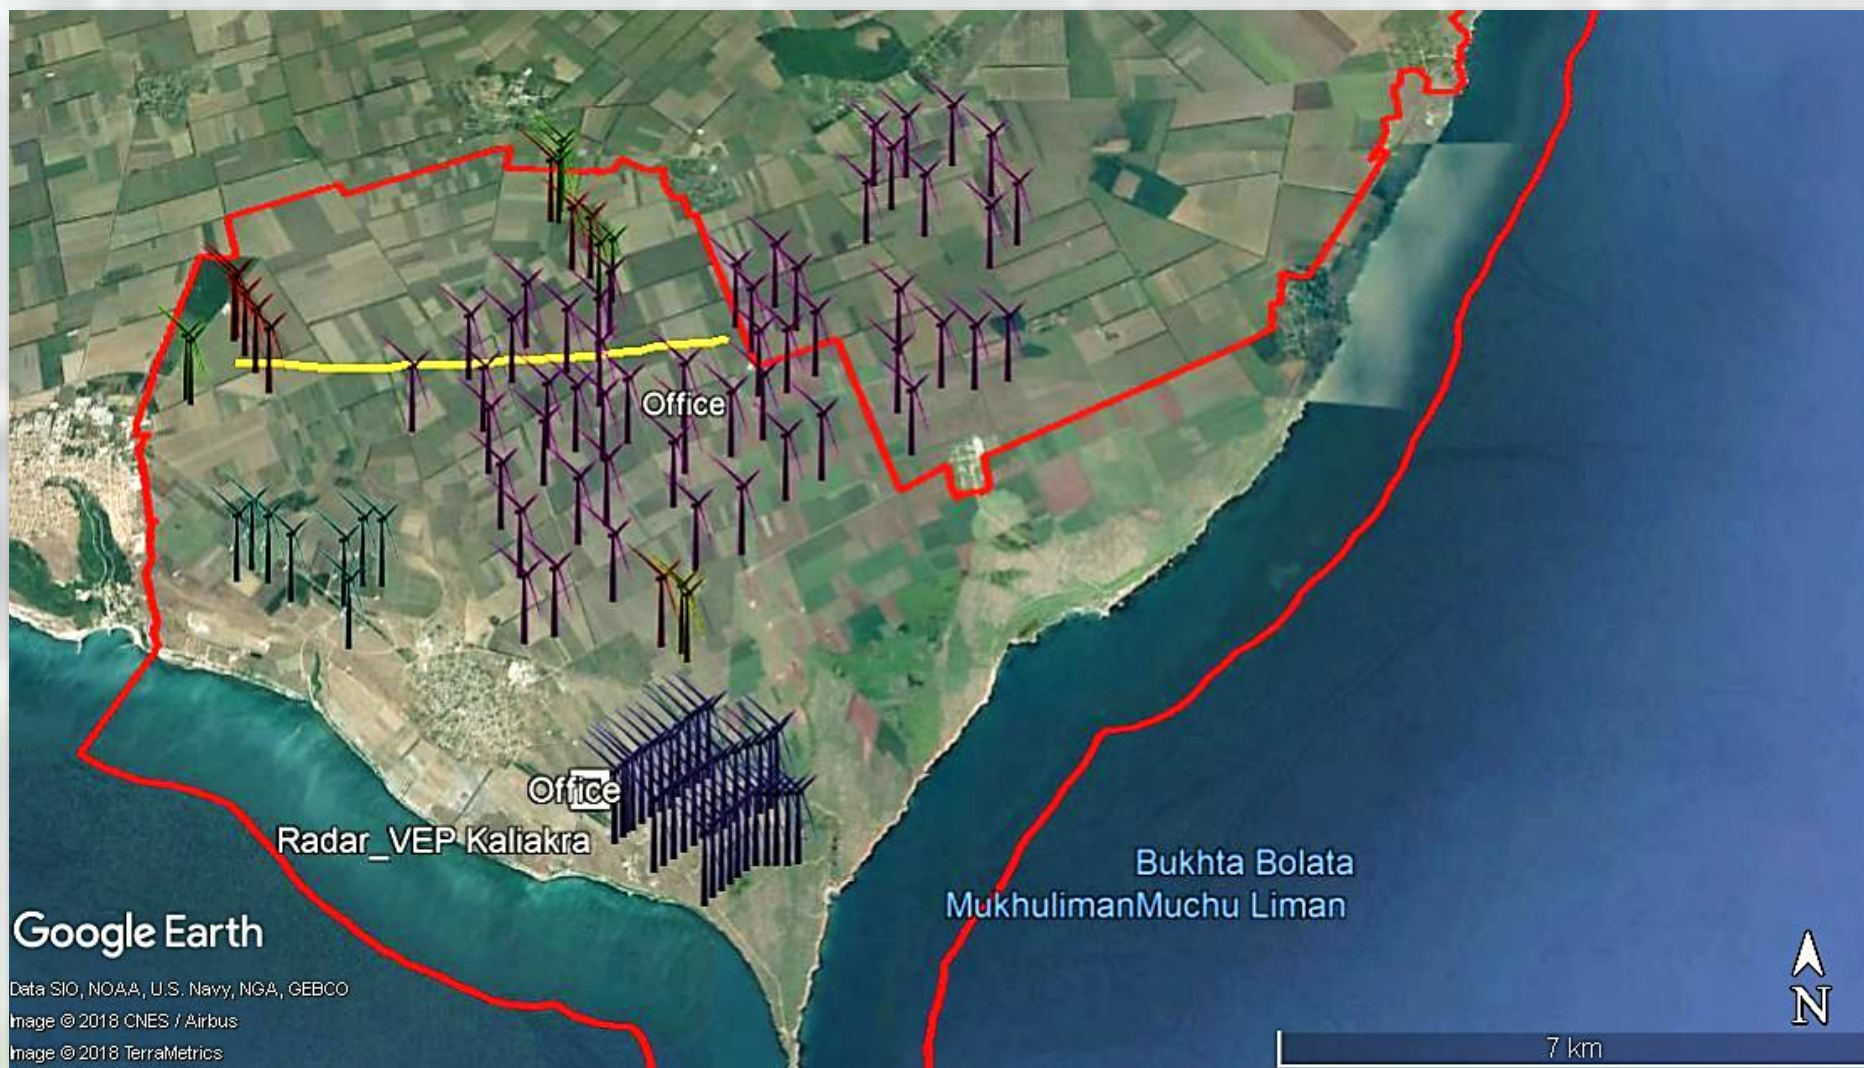 Office
Office
Radar_VEP Kaliakra
Bukhta Bolata
MukhulimanMuchu Liman
Google Earth
Data SIO, NOAA, U.S. Navy, NGA, GEBCO
Image © 2018 CNES / Airbus
Image © 2018 TerraMetrics
N
7 km